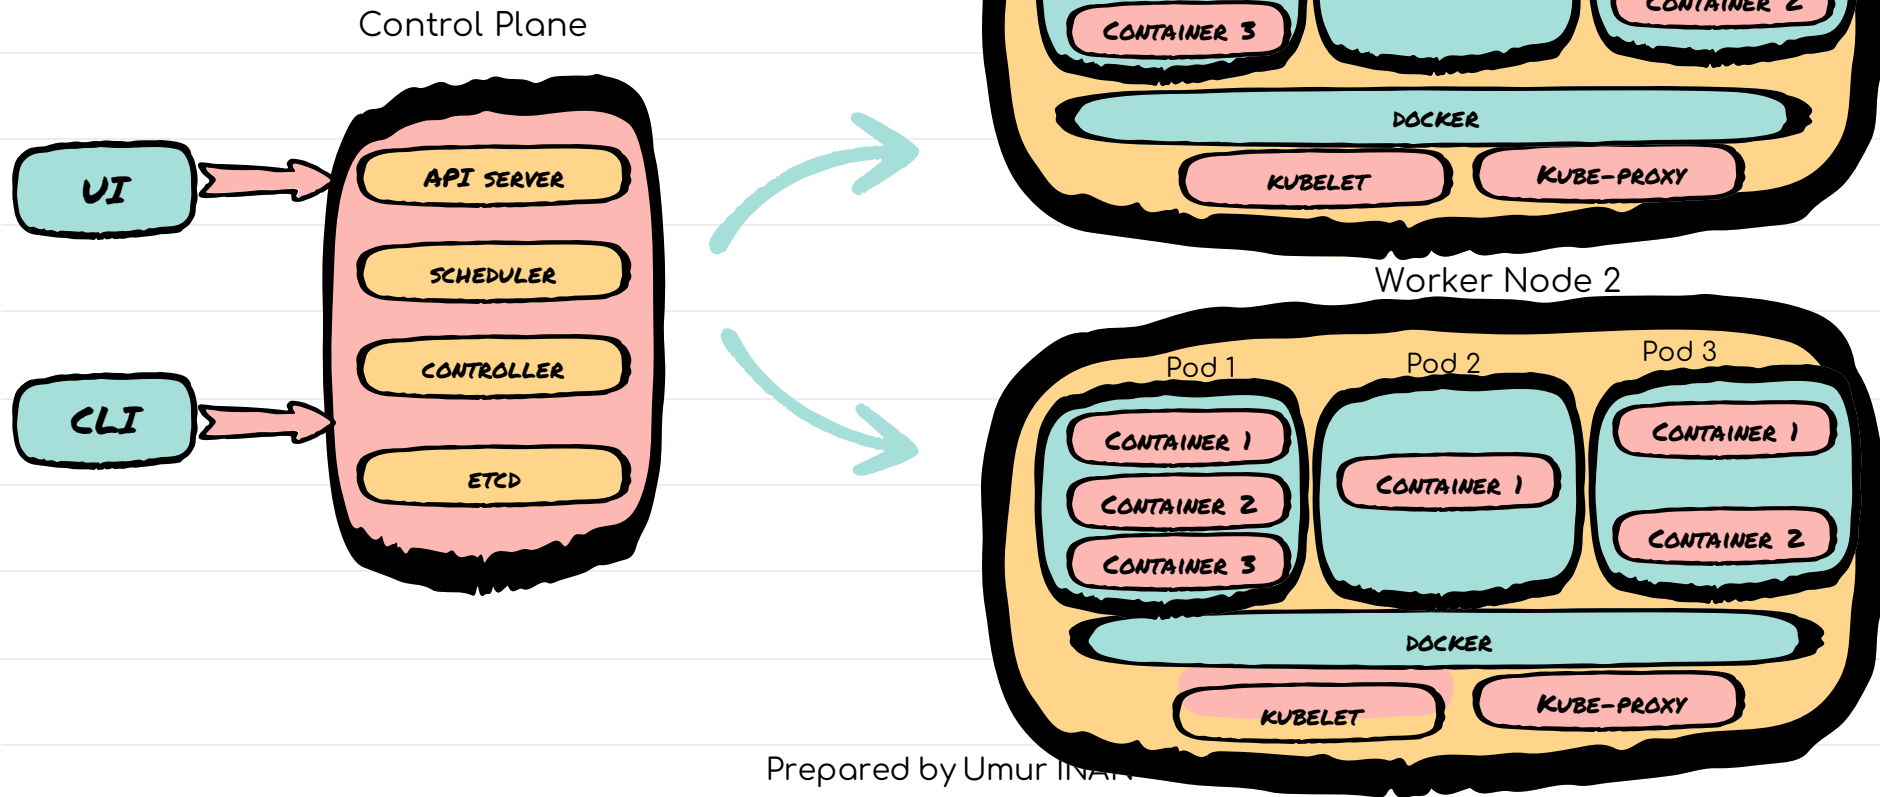 Control Plane
UI
CLI
API SERVER
SCHEDULER
CONTROLLER
ETCD
CONTAINER 3
CONTAINER 2
DOCKER
KUBELET
KUBE-PROXY
Worker Node 2
Pod 1
Pod 2
Pod 3
CONTAINER 1
CONTAINER 2
CONTAINER 3
CONTAINER 1
CONTAINER 1
CONTAINER 2
DOCKER
KUBELET
KUBE-PROXY
Prepared by Umur INAN